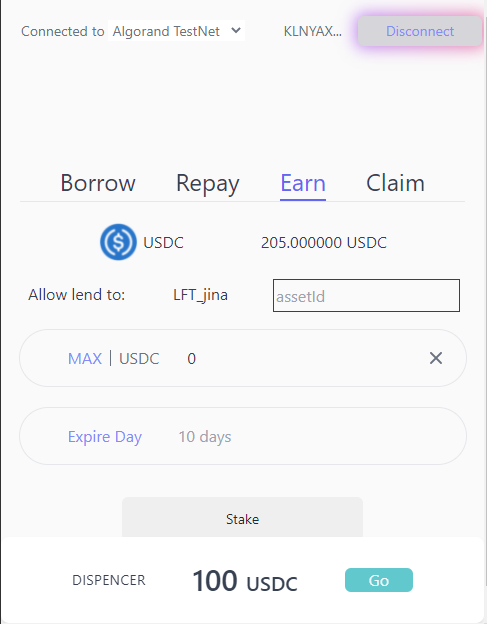 Connected to Algorand TestNet KLNYAX... Disconnect
Borrow Repay Earn Claim
USDC 205.000000 USDC
Allow lend to: LFT_jina assetId
MAX | USDC 0
Expire Day 10 days
Stake
DISPENCER 100 USDC Go